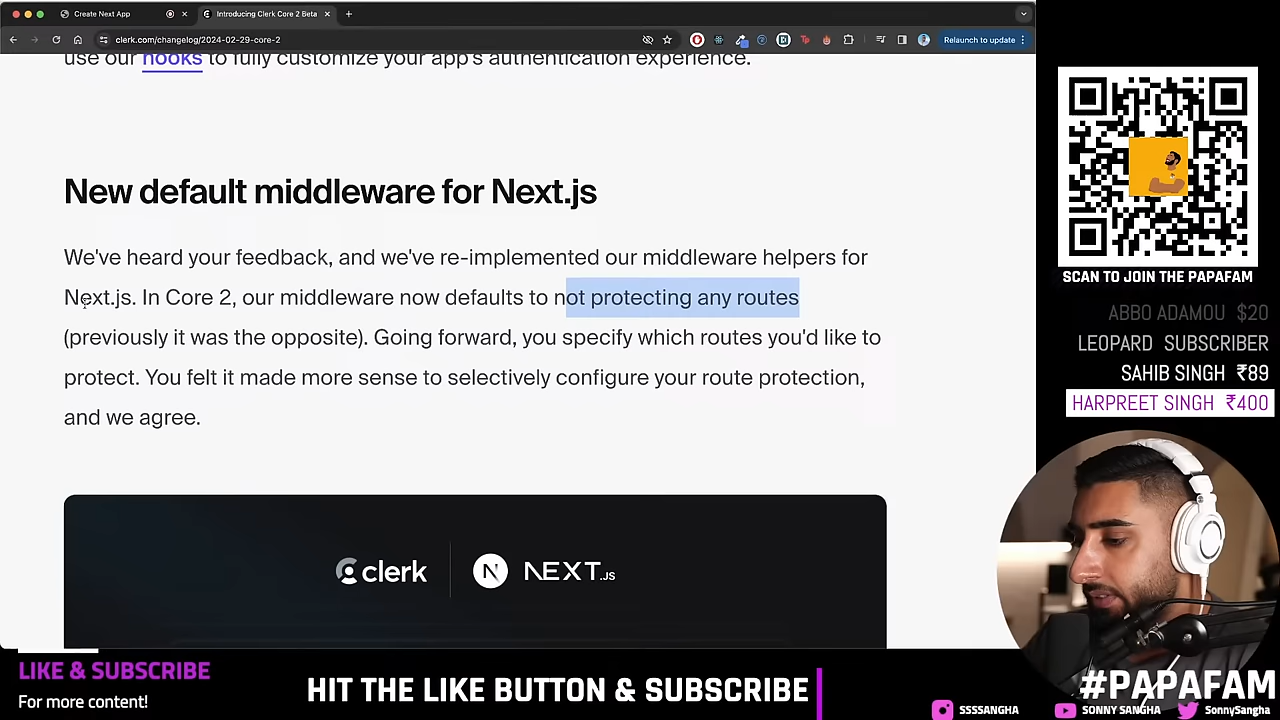 Create Next App
Introducing Clerk Core 2 Beta
clerk.com/changelog/2024-02-29-core-2
Relaunch to update
use our hooks to fully customize your app's authentication experience.
New default middleware for Next.js
We've heard your feedback, and we've re-implemented our middleware helpers for
Next.js. In Core 2, our middleware now defaults to not protecting any routes
(previously it was the opposite). Going forward, you specify which routes you'd like to
protect. You felt it made more sense to selectively configure your route protection,
and we agree.
clerk
N NEXT.JS
SCAN TO JOIN THE PAPAFAM
ABBO ADAMOU $20
LEOPARD SUBSCRIBER
SAHIB SINGH ₹89
HARPREET SINGH ₹400
LIKE & SUBSCRIBE
For more content!
HIT THE LIKE BUTTON & SUBSCRIBE
#PAPAFAM
SSSSANGHA
SONNY SANGHA
SonnySangha